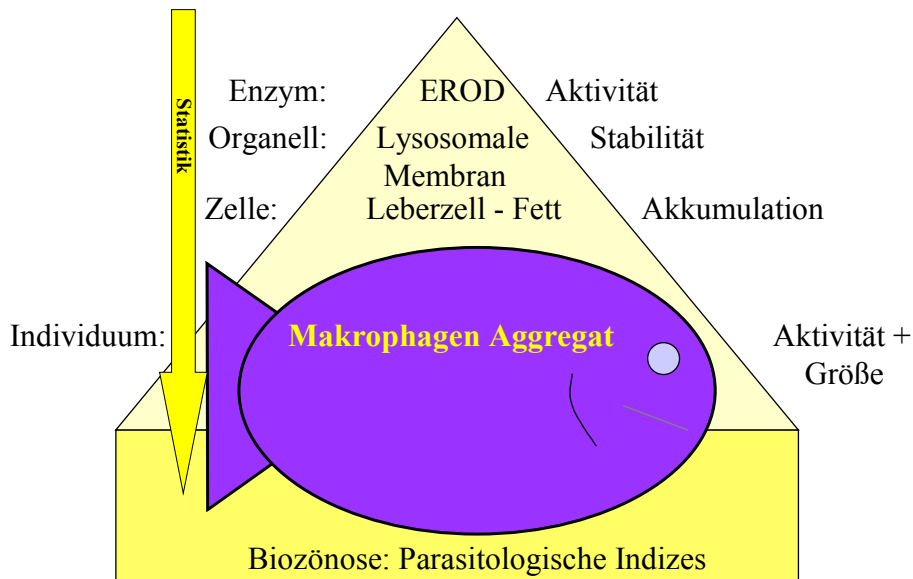 Statistik
Enzym: EROD Aktivität
Organell: Lysosomale Stabilität
Membran
Zelle: Leberzell - Fett Akkumulation
Individuum: Makrophagen Aggregat Aktivität +
Größe
Biozönose: Parasitologische Indizes